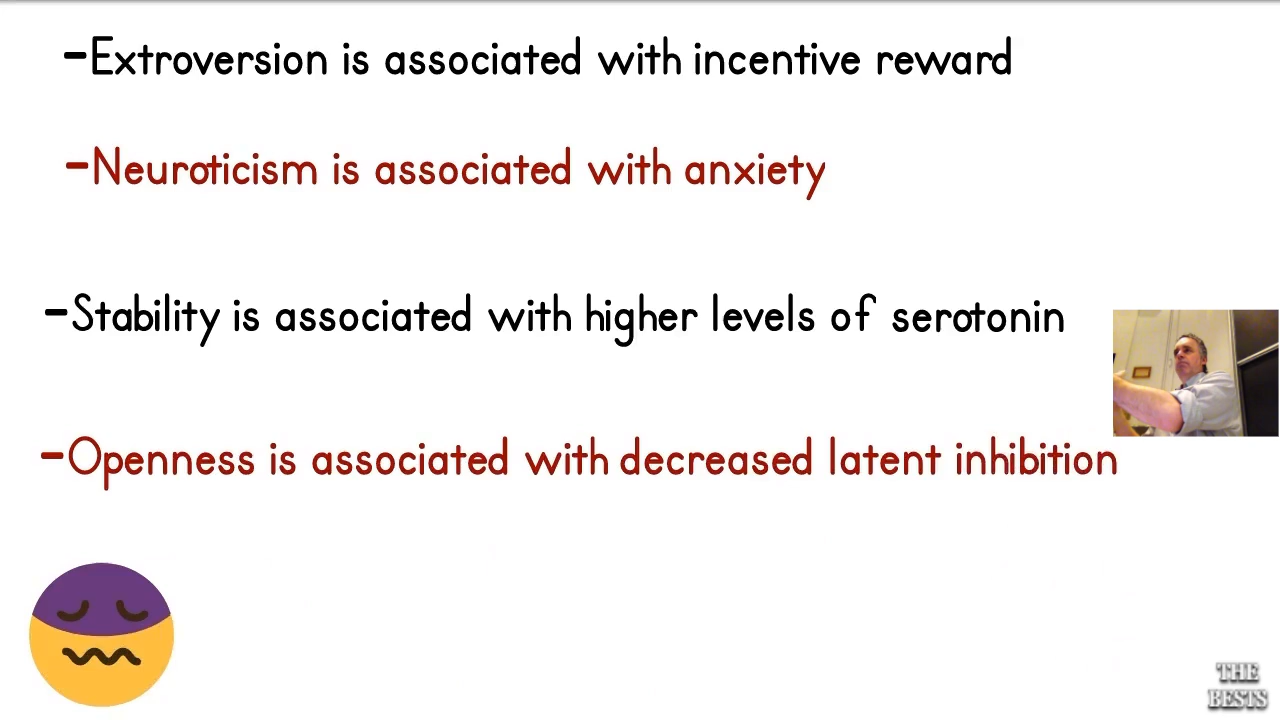 -Extroversion is associated with incentive reward
-Neuroticism is associated with anxiety
-Stability is associated with higher levels of serotonin
-Openness is associated with decreased latent inhibition
THE
BESTS